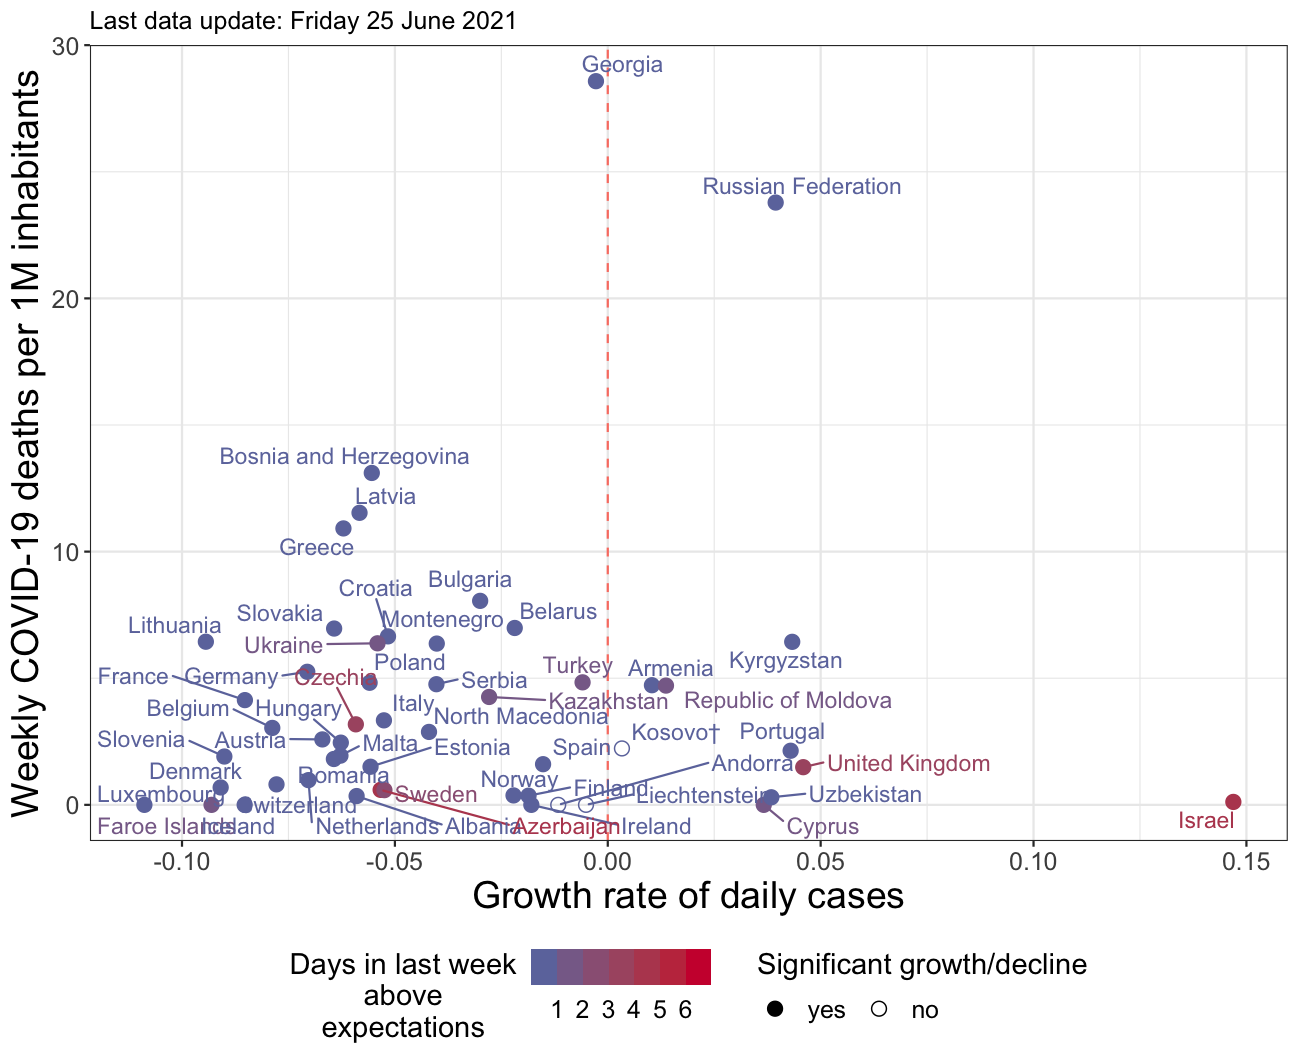 Last data update: Friday 25 June 2021
Weekly COVID-19 deaths per 1M inhabitants
30
20
10
0
Georgia
Russian Federation
Bosnia and Herzegovina
Latvia
Greece
Bulgaria
Croatia
Belarus
Slovakia
Montenegro
Lithuania
Ukraine
Poland
Turkey
Armenia
Kyrgyzstan
France
Germany
Czechia
Serbia
Kazakhstan
Republic of Moldova
Italy
Belgium
Hungary
North Macedonia
Kosovo†
Portugal
Slovenia
Austria
Malta
Estonia
Spain
Andorra
United Kingdom
Denmark
Romania
Norway
Finland
Luxembourg
Switzerland
Sweden
Liechtenstein
Uzbekistan
Faroe Islands
Iceland
Netherlands
Albania
Azerbaijan
Ireland
Cyprus
Israel
-0.10
-0.05
0.00
0.05
0.10
0.15
Growth rate of daily cases
Days in last week
above
expectations
1 2 3 4 5 6
Significant growth/decline
yes
no